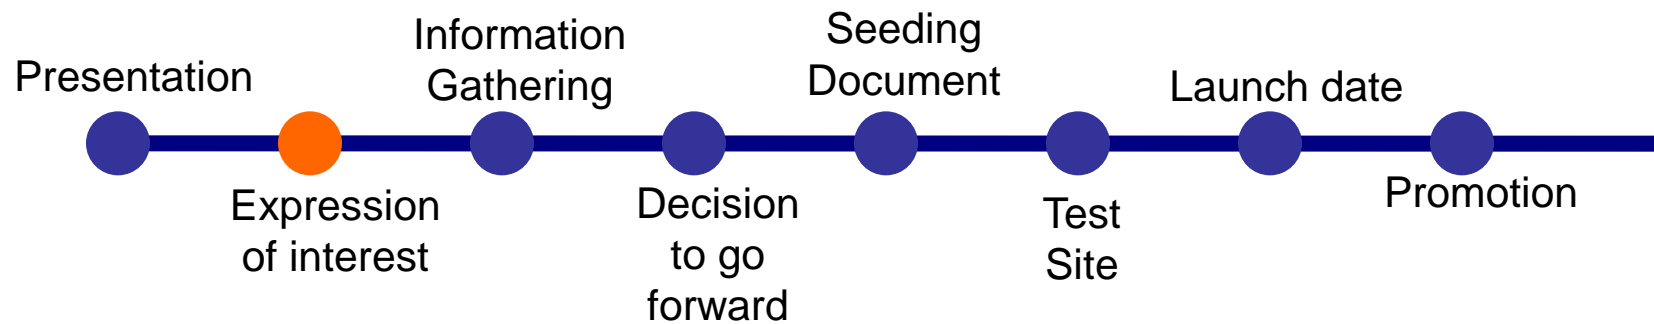 Presentation
Expression
of interest
Information
Gathering
Decision
to go
forward
Seeding
Document
Test
Site
Launch date
Promotion